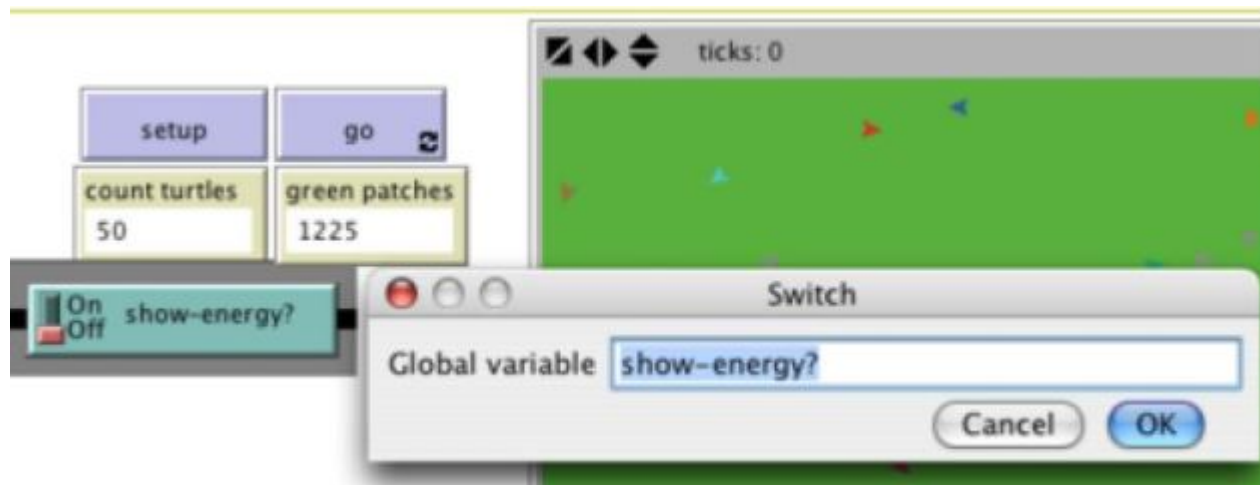 ticks: 0
setup
go
count turtles
green patches
50
1225
On
Off
show-energy?
Switch
Global variable
show-energy?
Cancel
OK